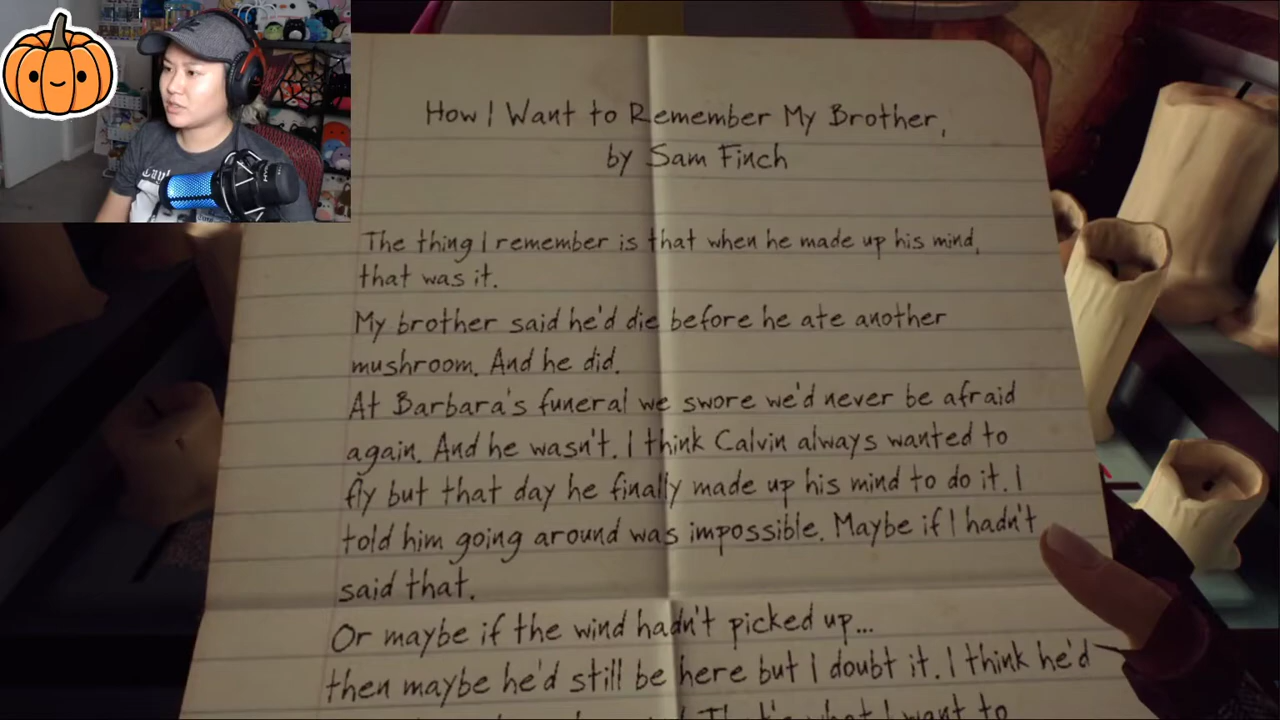 How I Want to Remember My Brother,
by Sam Finch
The thing I remember is that when he made up his mind,
that was it.
My brother said he'd die before he ate another
mushroom. And he did.
At Barbara's funeral we swore we'd never be afraid
again. And he wasn't. I think Calvin always wanted to
fly but that day he finally made up his mind to do it. I
told him going around was impossible. Maybe if I hadn't
said that.
Or maybe if the wind hadn't picked up...
then maybe he'd still be here but I doubt it. I think he'd
That's what I want to